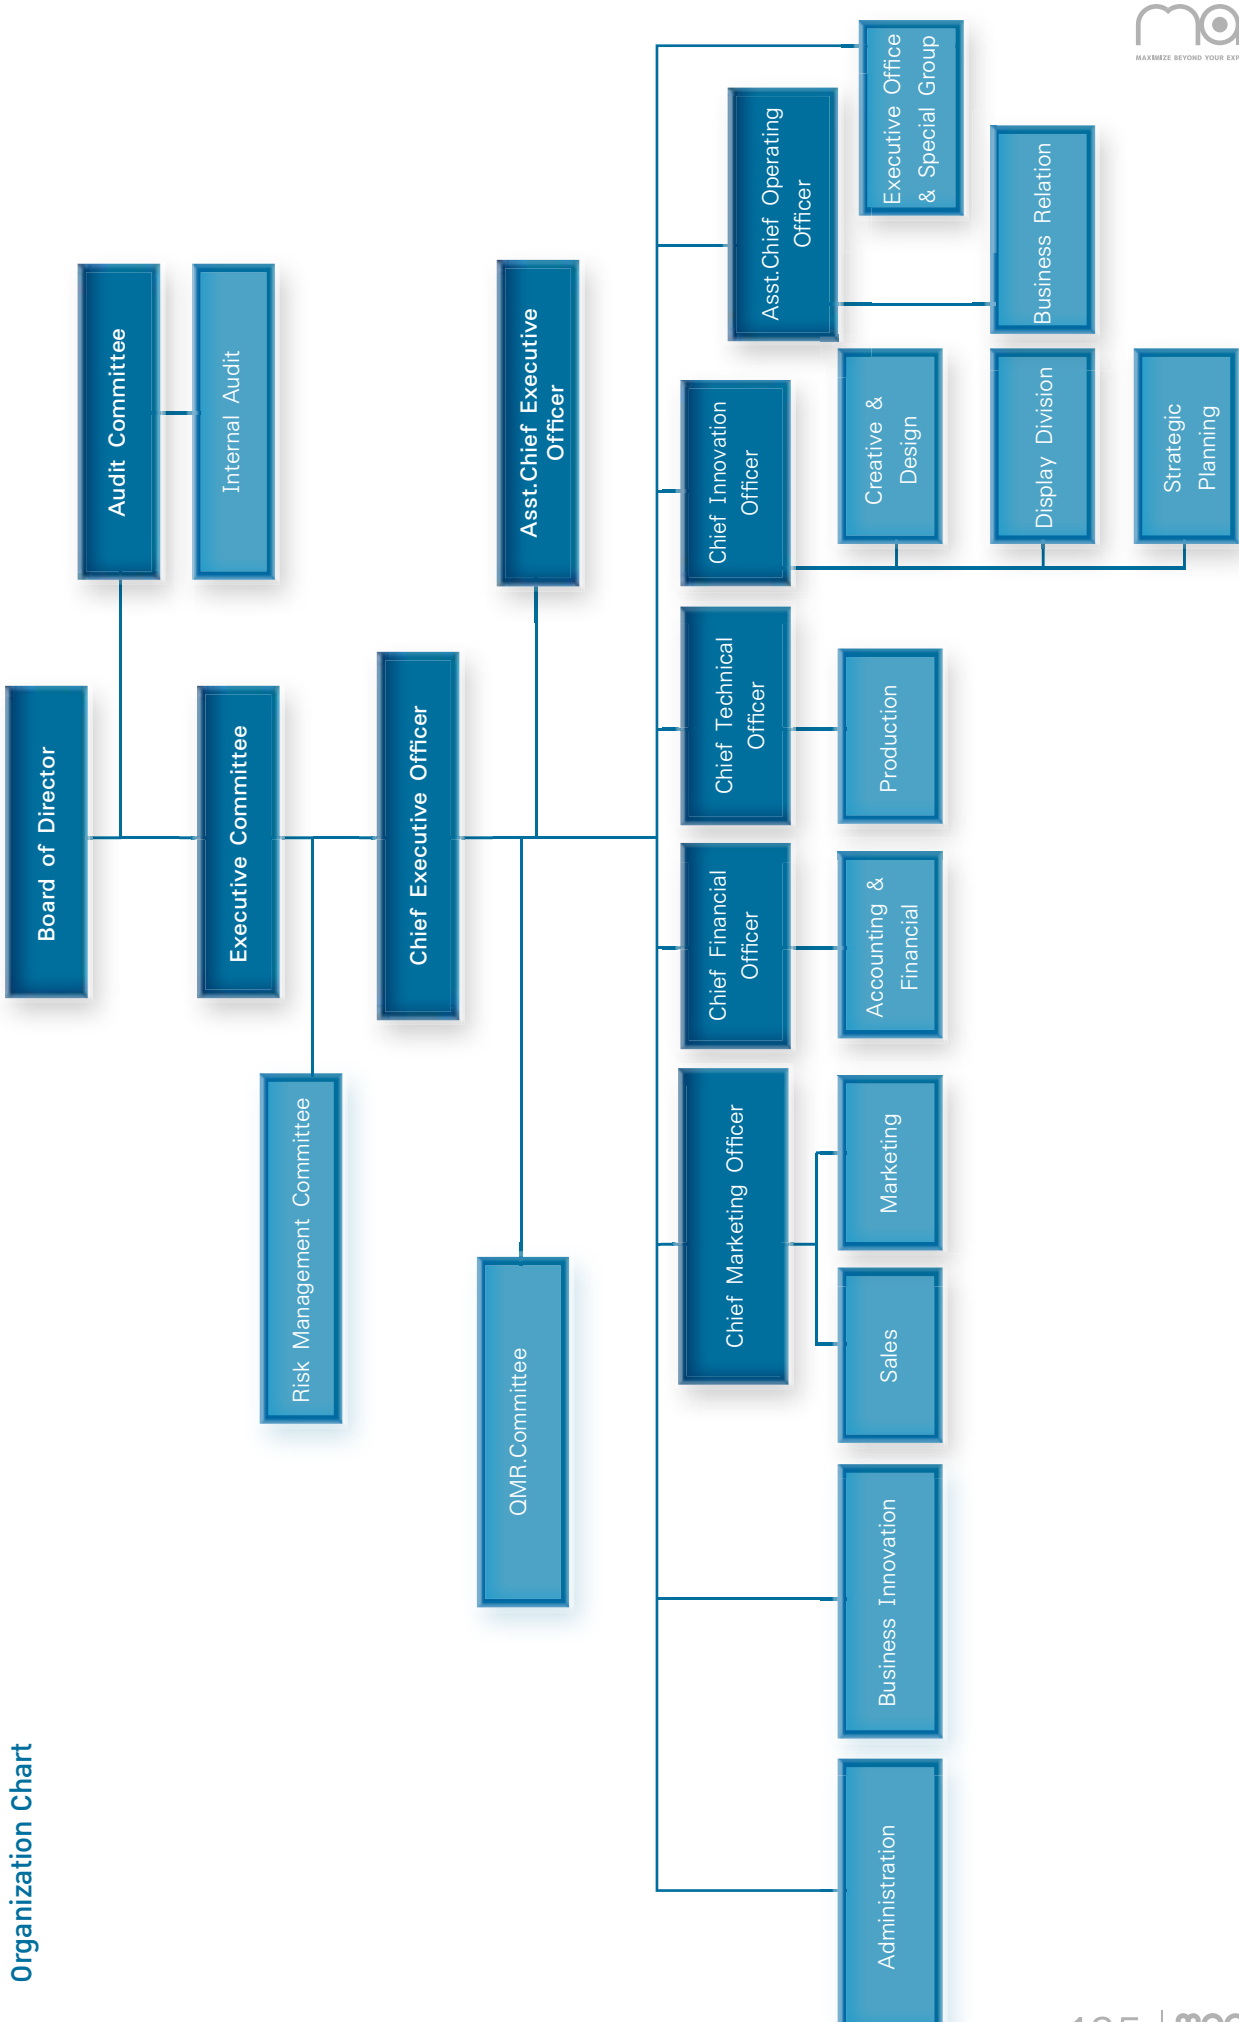 Organization Chart
Board of Director
Audit Committee
Internal Audit
Executive Committee
Risk Management Committee
Chief Executive Officer
QMR.Committee
Asst.Chief Executive
Officer
Administration
Business Innovation
Chief Marketing Officer
Sales
Marketing
Chief Financial
Officer
Accounting &
Financial
Chief Technical
Officer
Production
Chief Innovation
Officer
Creative &
Design
Display Division
Strategic
Planning
Asst.Chief Operating
Officer
Business Relation
Executive Office
& Special Group
MAXIMIZE BEYOND YOUR EXP